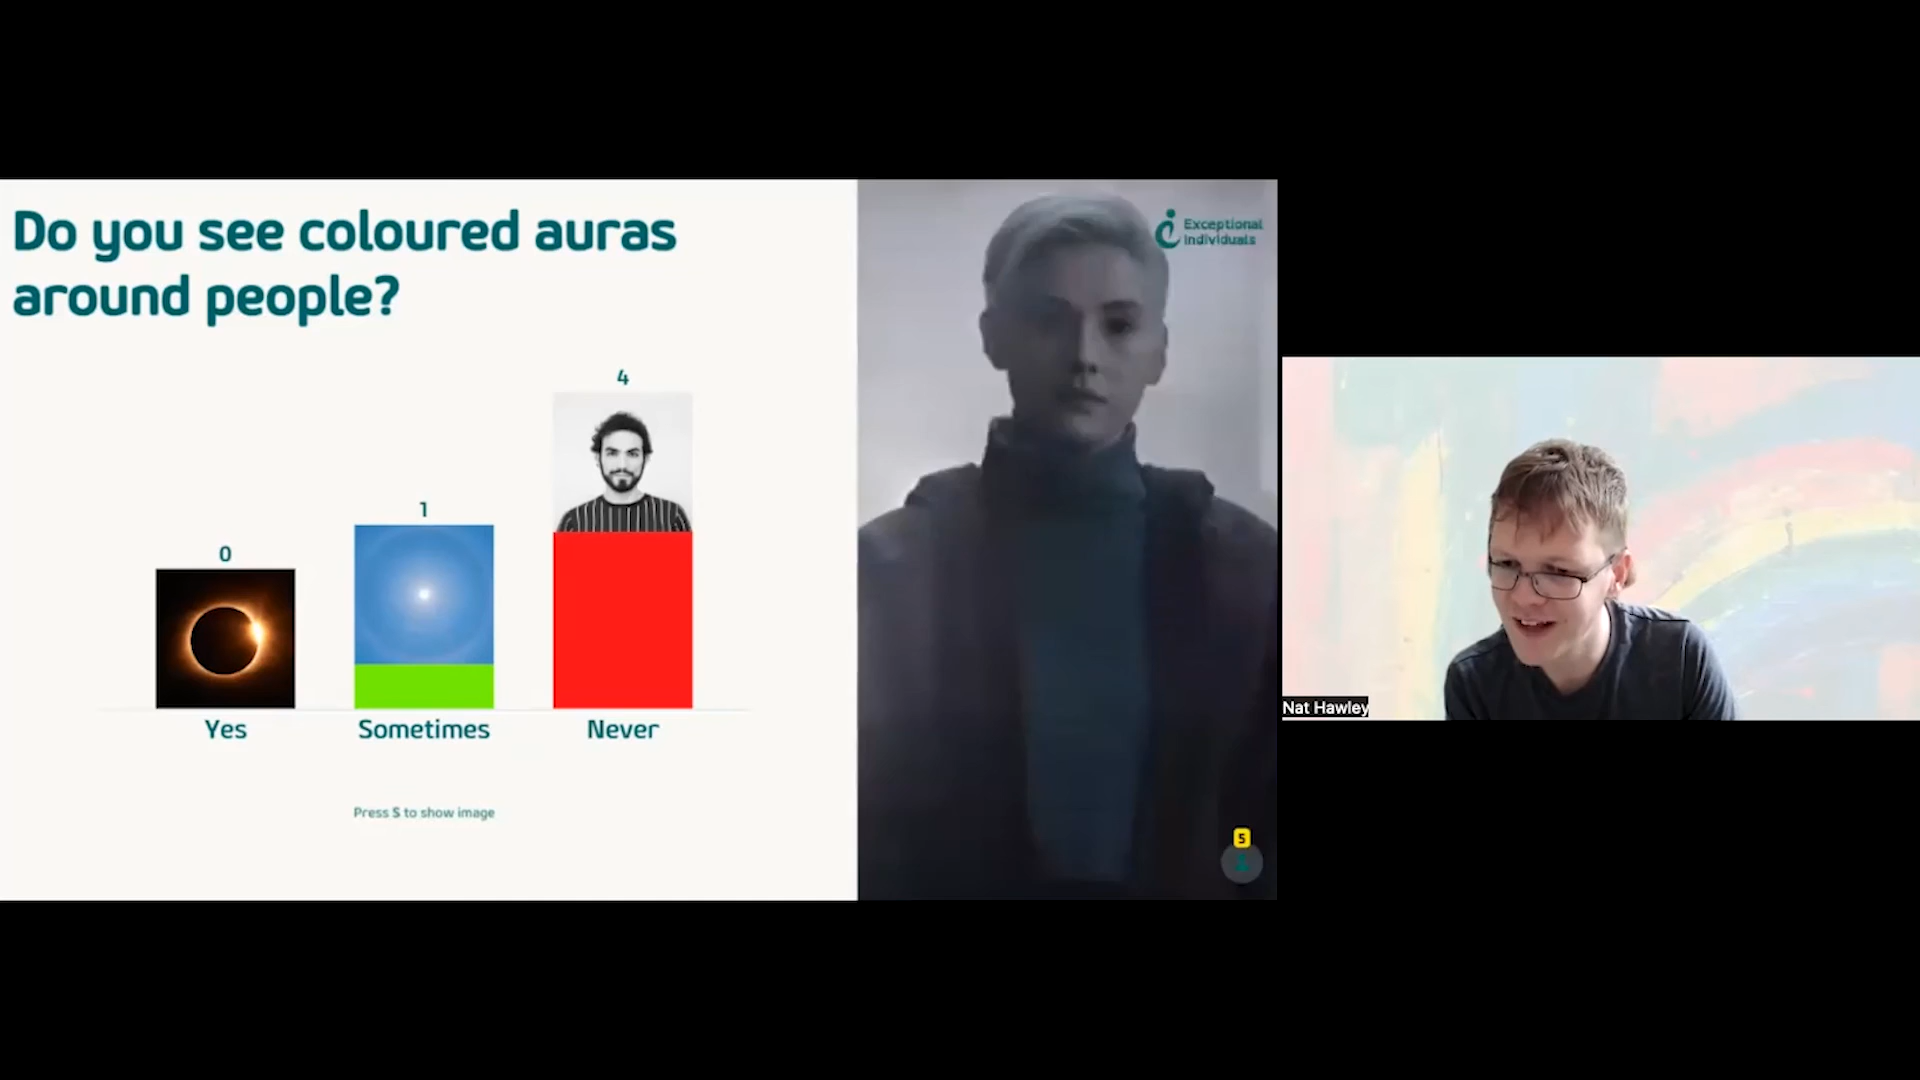 Do you see coloured auras
around people?
Exceptional
Individuals
4
1
0
Yes
Sometimes
Never
Press S to show image
5
Nat Hawley